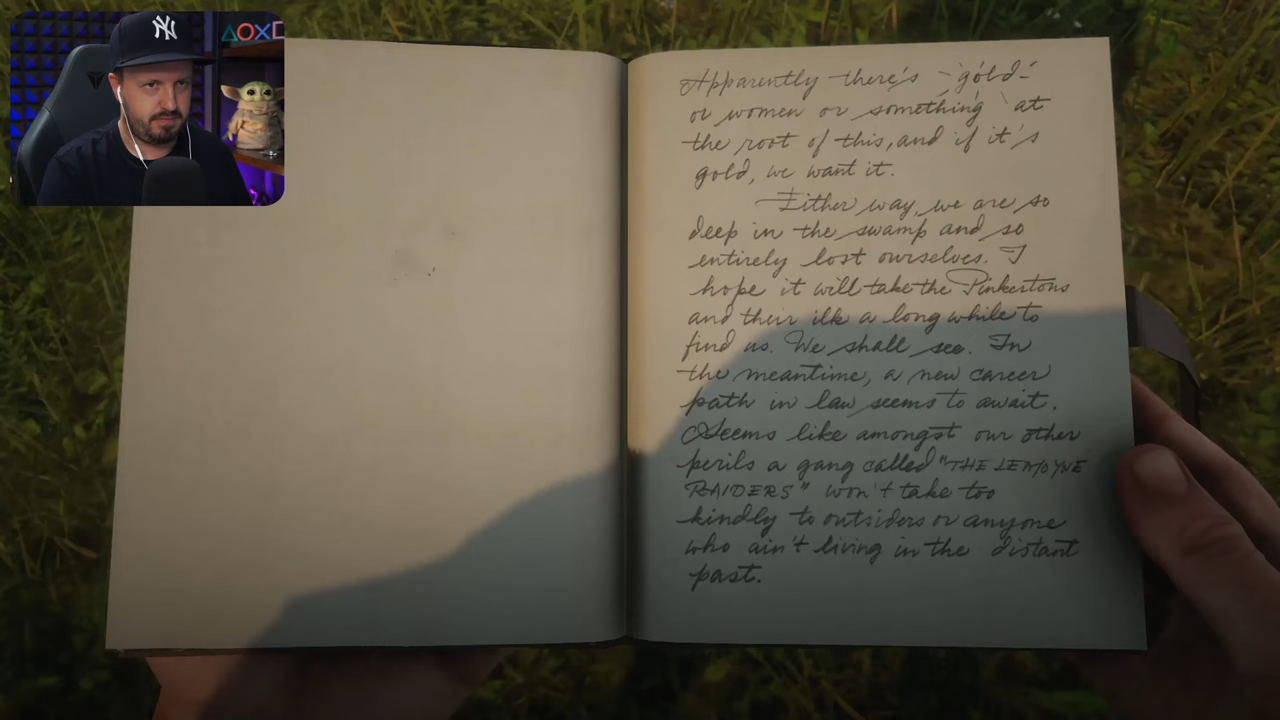 NY
Apparently there's gold
or women or something at
the root of this, and if it's
gold, we want it.
Either way, we are so
deep in the swamp and so
entirely lost ourselves. I
hope it will take the Pinkertons
and their ilk a long while to
find us. We shall see. In
the meantime, a new career
path in law seems to await.
Seems like amongst our other
perils a gang called "THE LEMOYNE
RAIDERS" won't take too
kindly to outsiders or anyone
who ain't living in the distant
past.